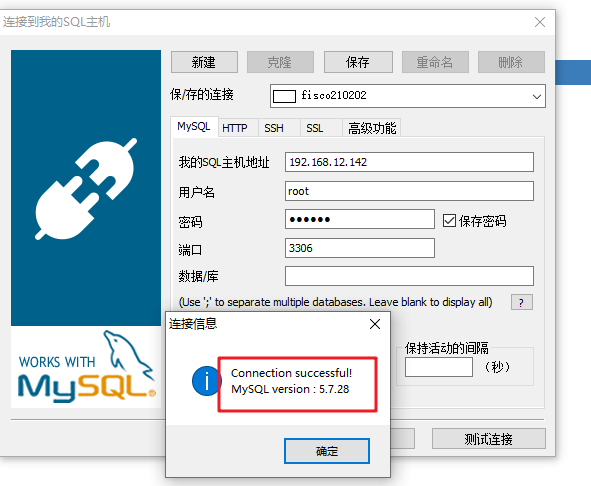 连接到我的SQL主机
新建 克隆 保存 重命名 删除
保/存的连接 fisco210202
MySQL HTTP SSH SSL 高级功能
我的SQL主机地址 192.168.12.142
用户名 root
密码 ●●●●●● 保存密码
端口 3306
数据/库
(Use ';' to separate multiple databases. Leave blank to display all) ?
连接信息
Connection successful!
MySQL version : 5.7.28
确定
保持活动的间隔
（秒）
测试连接
WORKS WITH
MySQL®